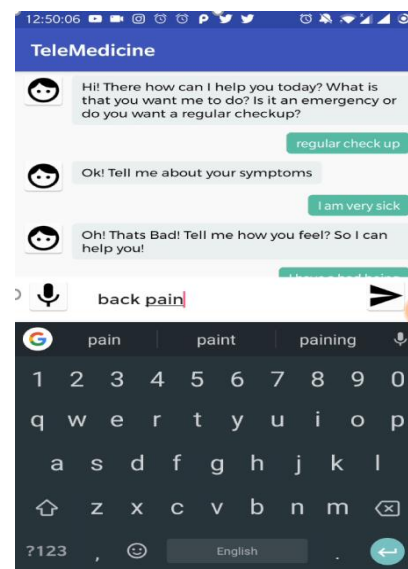 12:50:06
TeleMedicine
Hi! There how can I help you today? What is
that you want me to do? Is it an emergency or
do you want a regular checkup?
regular check up
Ok! Tell me about your symptoms
I am very sick
Oh! Thats Bad! Tell me how you feel? So I can
help you!
back pain
pain paint paining
1 2 3 4 5 6 7 8 9 0
q w e r t y u i o p
a s d f g h j k l
z x c v b n m
?123 , English .